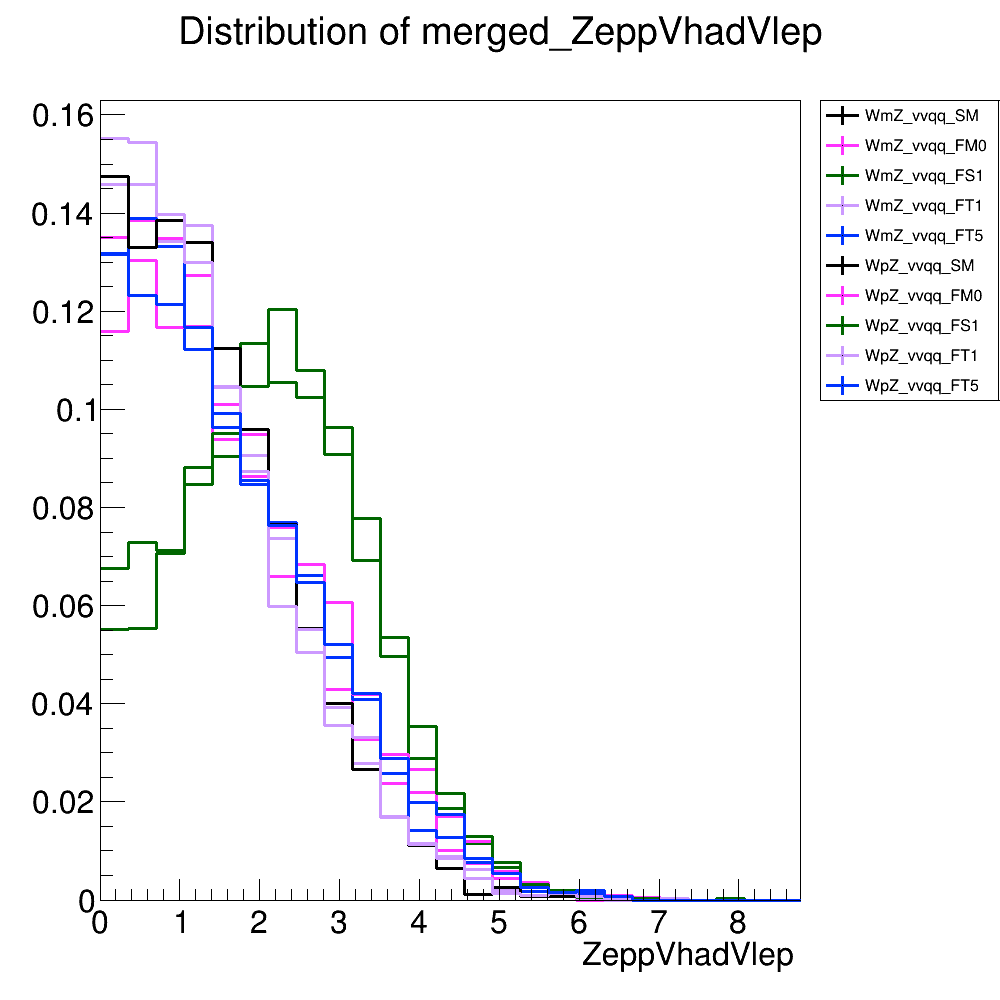 Distribution of merged_ZeppVhadVlep
0.16
0.14
0.12
0.1
0.08
0.06
0.04
0.02
0
0 1 2 3 4 5 6 7 8
ZeppVhadVlep
WmZ_vvqq_SM
WmZ_vvqq_FM0
WmZ_vvqq_FS1
WmZ_vvqq_FT1
WmZ_vvqq_FT5
WpZ_vvqq_SM
WpZ_vvqq_FM0
WpZ_vvqq_FS1
WpZ_vvqq_FT1
WpZ_vvqq_FT5